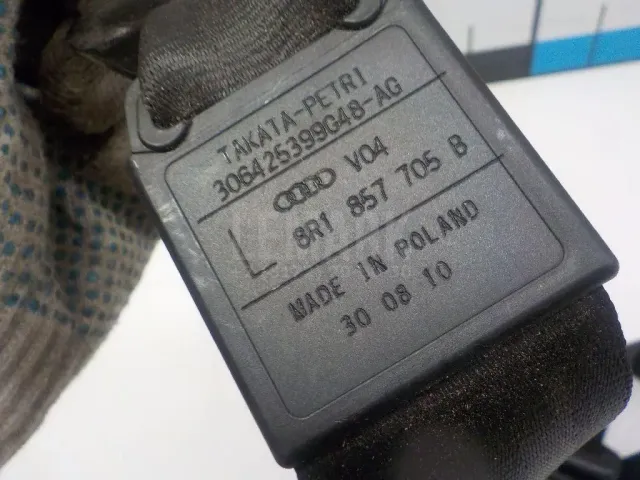 TAKATA-PETRI
306425399G48-AG
V04
L 8R1 857 705 B
MADE IN POLAND
30 08 10